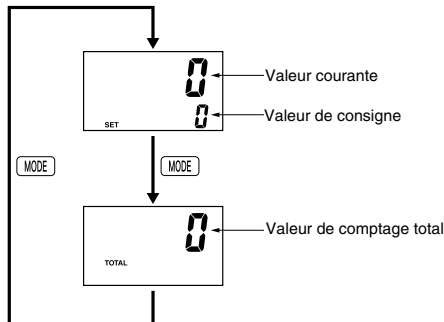 0
Valeur courante
0
Valeur de consigne
SET
MODE
MODE
0
Valeur de comptage total
TOTAL